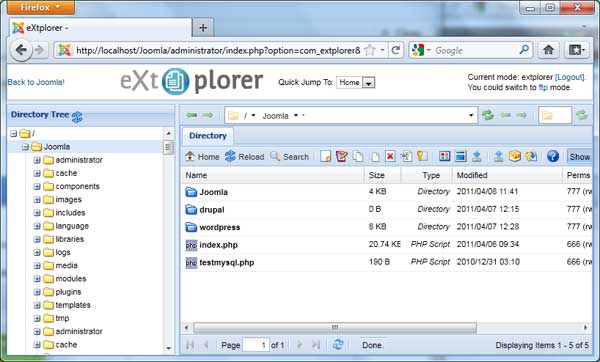 Firefox
eXtplorer -
http://localhost/Joomla/administrator/index.php?option=com_extplorer&
Google
Back to Joomla!
eXtplorer
Quick Jump To: Home
Current mode: extplorer [Logout].
You could switch to ftp mode.
Directory Tree
/
Joomla
administrator
cache
components
images
includes
language
libraries
logs
media
modules
plugins
templates
tmp
administrator
cache
/ Joomla
Directory
Home Reload Search Show
Name Size Type Modified Perms
Joomla 4 KB Directory 2011/04/08 11:41 777 (rw
drupal 0 B Directory 2011/04/07 12:15 777 (rw
wordpress 8 KB Directory 2011/04/07 12:28 777 (rw
php index.php 20.74 KB PHP Script 2011/04/06 09:34 666 (rw
php testmysql.php 190 B PHP Script 2010/12/31 03:10 666 (rw
Page 1 of 1 Done. Displaying Items 1 - 5 of 5